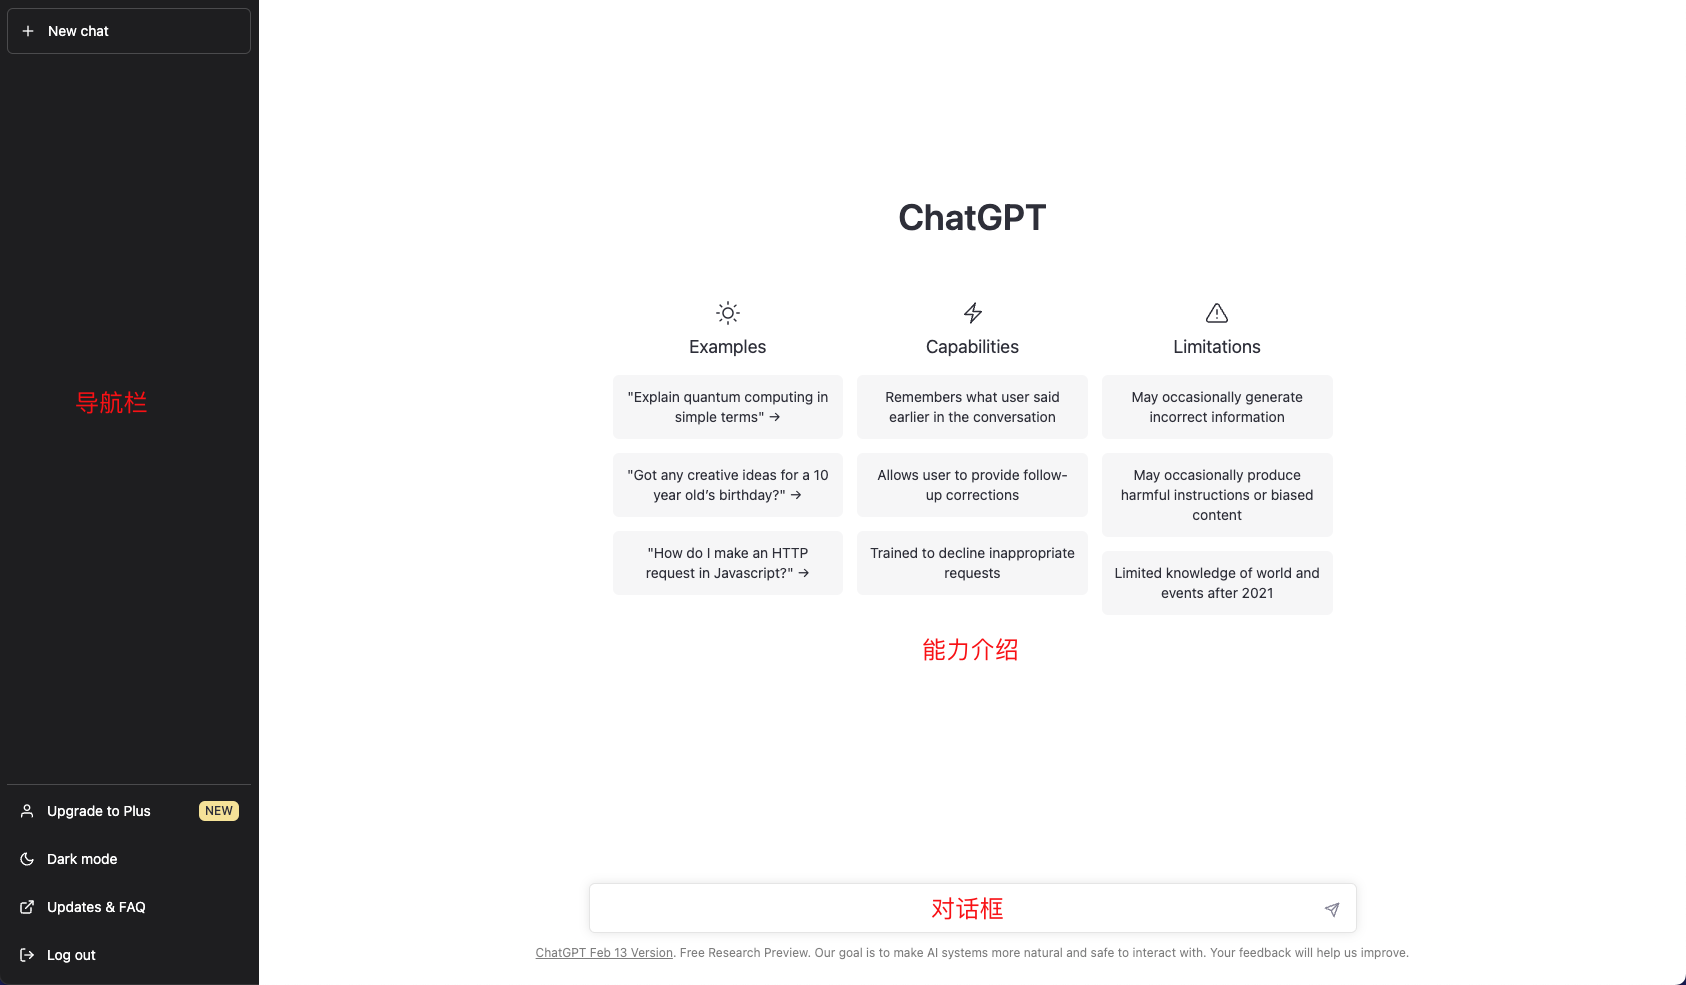 New chat
导航栏
Upgrade to Plus NEW
Dark mode
Updates & FAQ
Log out
ChatGPT
Examples
"Explain quantum computing in
simple terms" →
"Got any creative ideas for a 10
year old’s birthday?" →
"How do I make an HTTP
request in Javascript?" →
Capabilities
Remembers what user said
earlier in the conversation
Allows user to provide follow-
up corrections
Trained to decline inappropriate
requests
Limitations
May occasionally generate
incorrect information
May occasionally produce
harmful instructions or biased
content
Limited knowledge of world and
events after 2021
能力介绍
对话框
ChatGPT Feb 13 Version. Free Research Preview. Our goal is to make AI systems more natural and safe to interact with. Your feedback will help us improve.